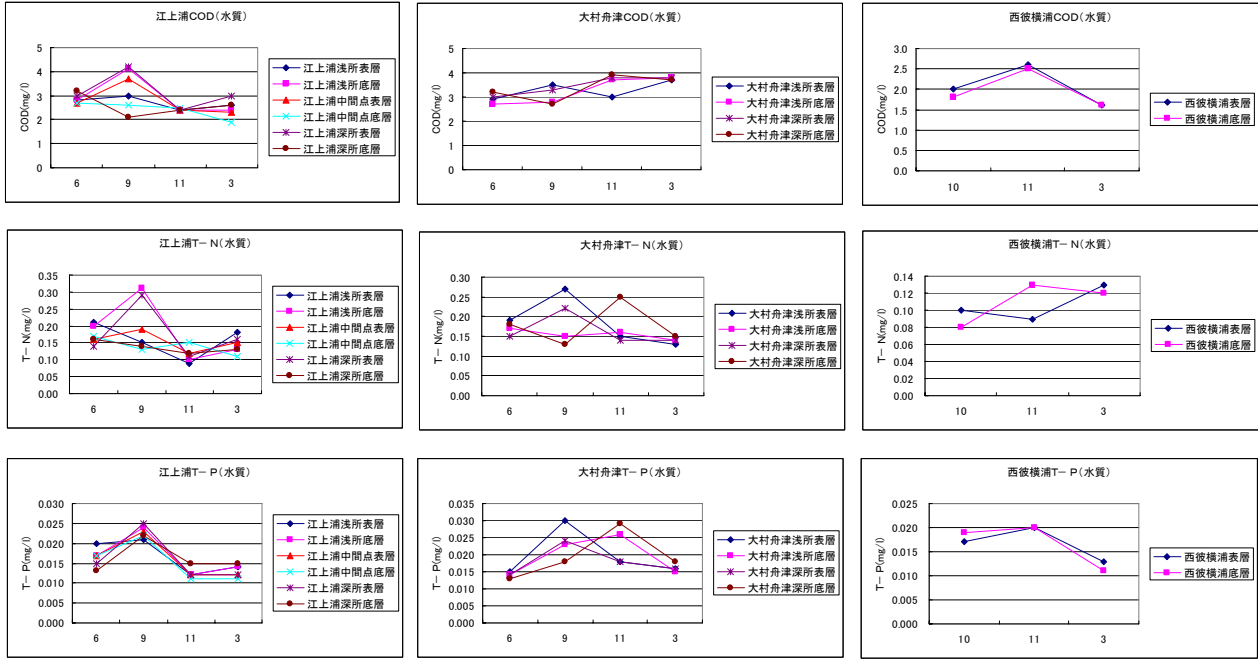 江上浦COD(水質)
COD(mg/l)
5
4
3
2
1
0
6 9 11 3
江上浦浅所表層
江上浦浅所底層
江上浦中間点表層
江上浦中間点底層
江上浦深所表層
江上浦深所底層
大村舟津COD(水質)
COD(mg/l)
5
4
3
2
1
0
6 9 11 3
大村舟津浅所表層
大村舟津浅所底層
大村舟津深所表層
大村舟津深所底層
西彼横浦COD(水質)
COD(mg/l)
3.0
2.5
2.0
1.5
1.0
0.5
0.0
10 11 3
西彼横浦表層
西彼横浦底層
江上浦T-N(水質)
T-N(mg/l)
0.35
0.30
0.25
0.20
0.15
0.10
0.05
0.00
6 9 11 3
江上浦浅所表層
江上浦浅所底層
江上浦中間点表層
江上浦中間点底層
江上浦深所表層
江上浦深所底層
大村舟津T-N(水質)
T-N(mg/l)
0.30
0.25
0.20
0.15
0.10
0.05
0.00
6 9 11 3
大村舟津浅所表層
大村舟津浅所底層
大村舟津深所表層
大村舟津深所底層
西彼横浦T-N(水質)
T-N(mg/l)
0.14
0.12
0.10
0.08
0.06
0.04
0.02
0.00
10 11 3
西彼横浦表層
西彼横浦底層
江上浦T-P(水質)
T-P(mg/l)
0.030
0.025
0.020
0.015
0.010
0.005
0.000
6 9 11 3
江上浦浅所表層
江上浦浅所底層
江上浦中間点表層
江上浦中間点底層
江上浦深所表層
江上浦深所底層
大村舟津T-P(水質)
T-P(mg/l)
0.035
0.030
0.025
0.020
0.015
0.010
0.005
0.000
6 9 11 3
大村舟津浅所表層
大村舟津浅所底層
大村舟津深所表層
大村舟津深所底層
西彼横浦T-P(水質)
T-P(mg/l)
0.025
0.020
0.015
0.010
0.005
0.000
10 11 3
西彼横浦表層
西彼横浦底層